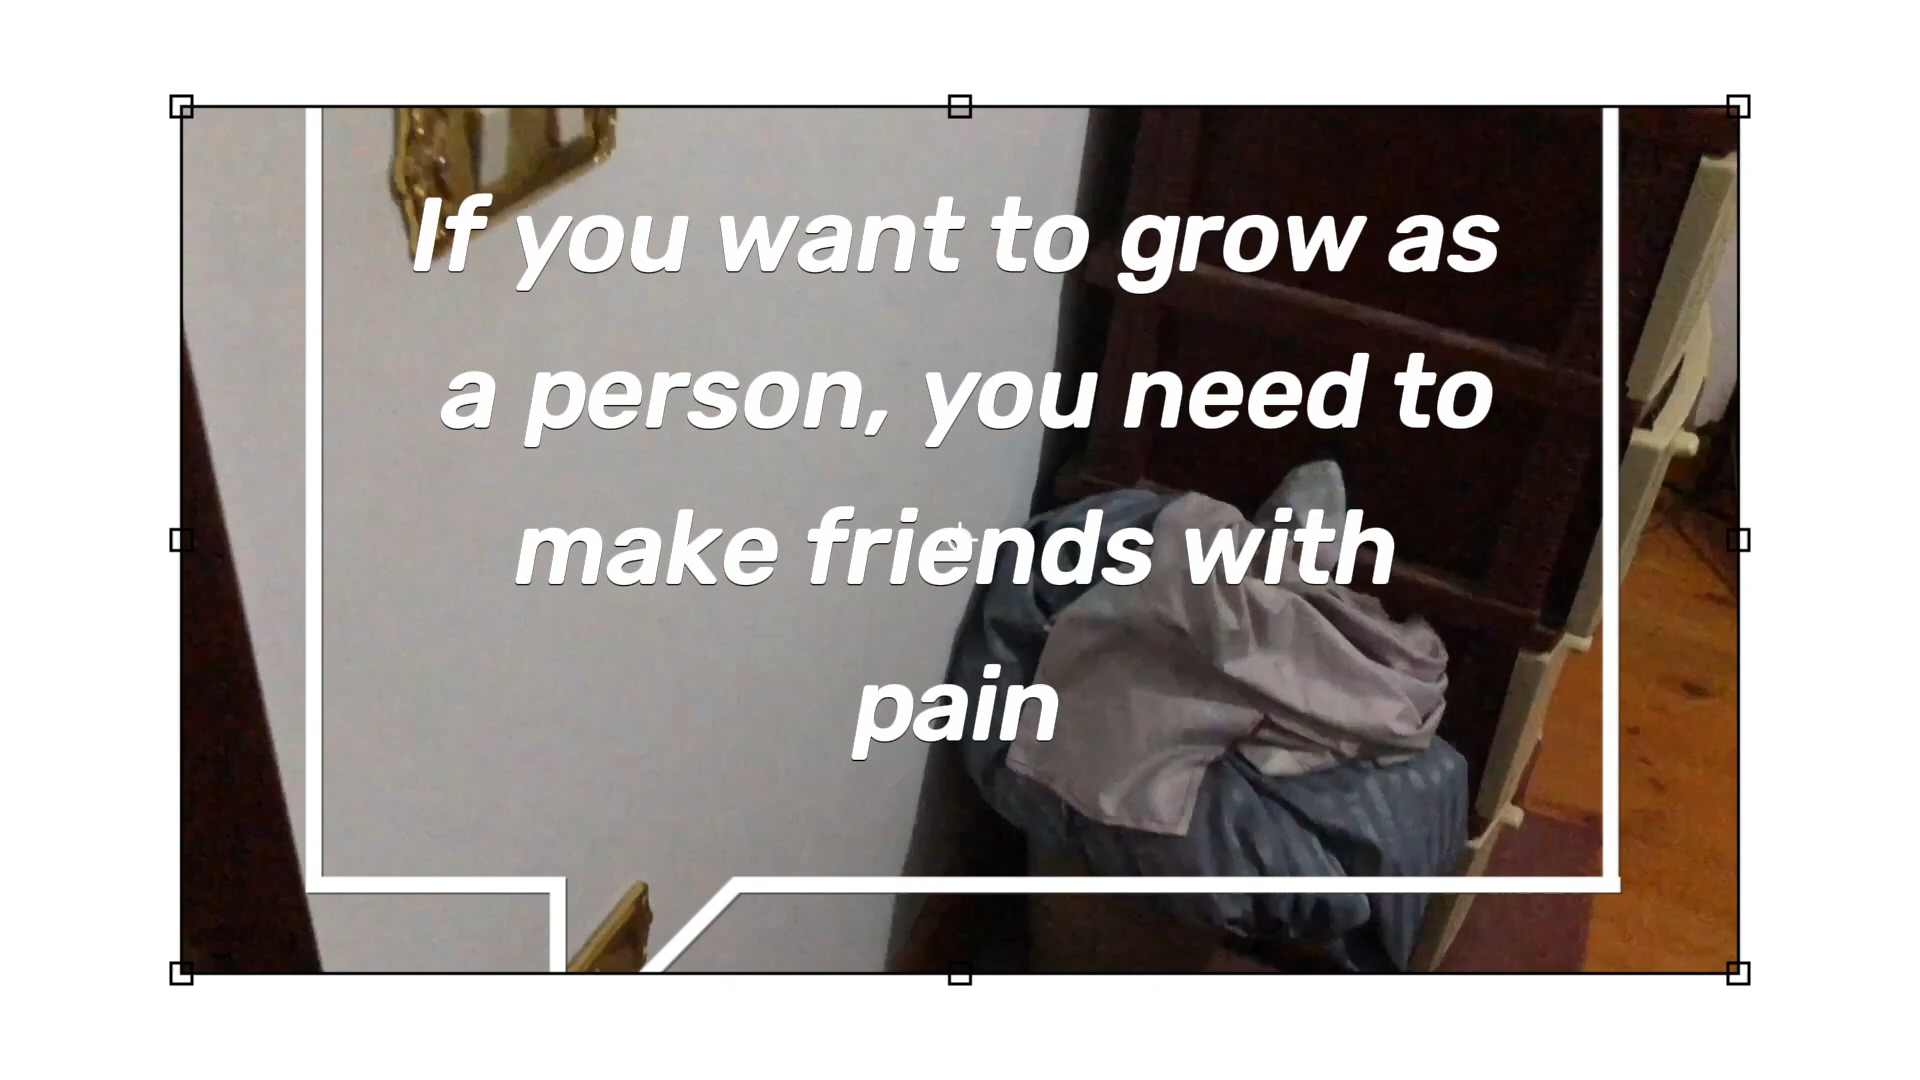 If you want to grow as
a person, you need to
make friends with
pain